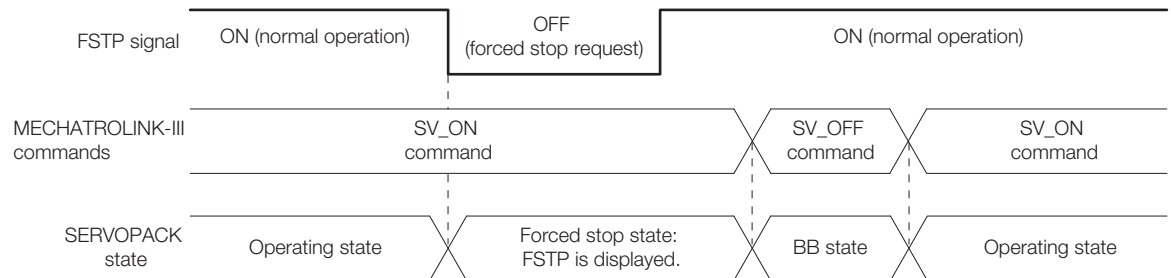 FSTP signal
ON (normal operation)
OFF
(forced stop request)
ON (normal operation)
MECHATROLINK-III
commands
SV_ON
command
SV_OFF
command
SV_ON
command
SERVOPACK
state
Operating state
Forced stop state:
FSTP is displayed.
BB state
Operating state